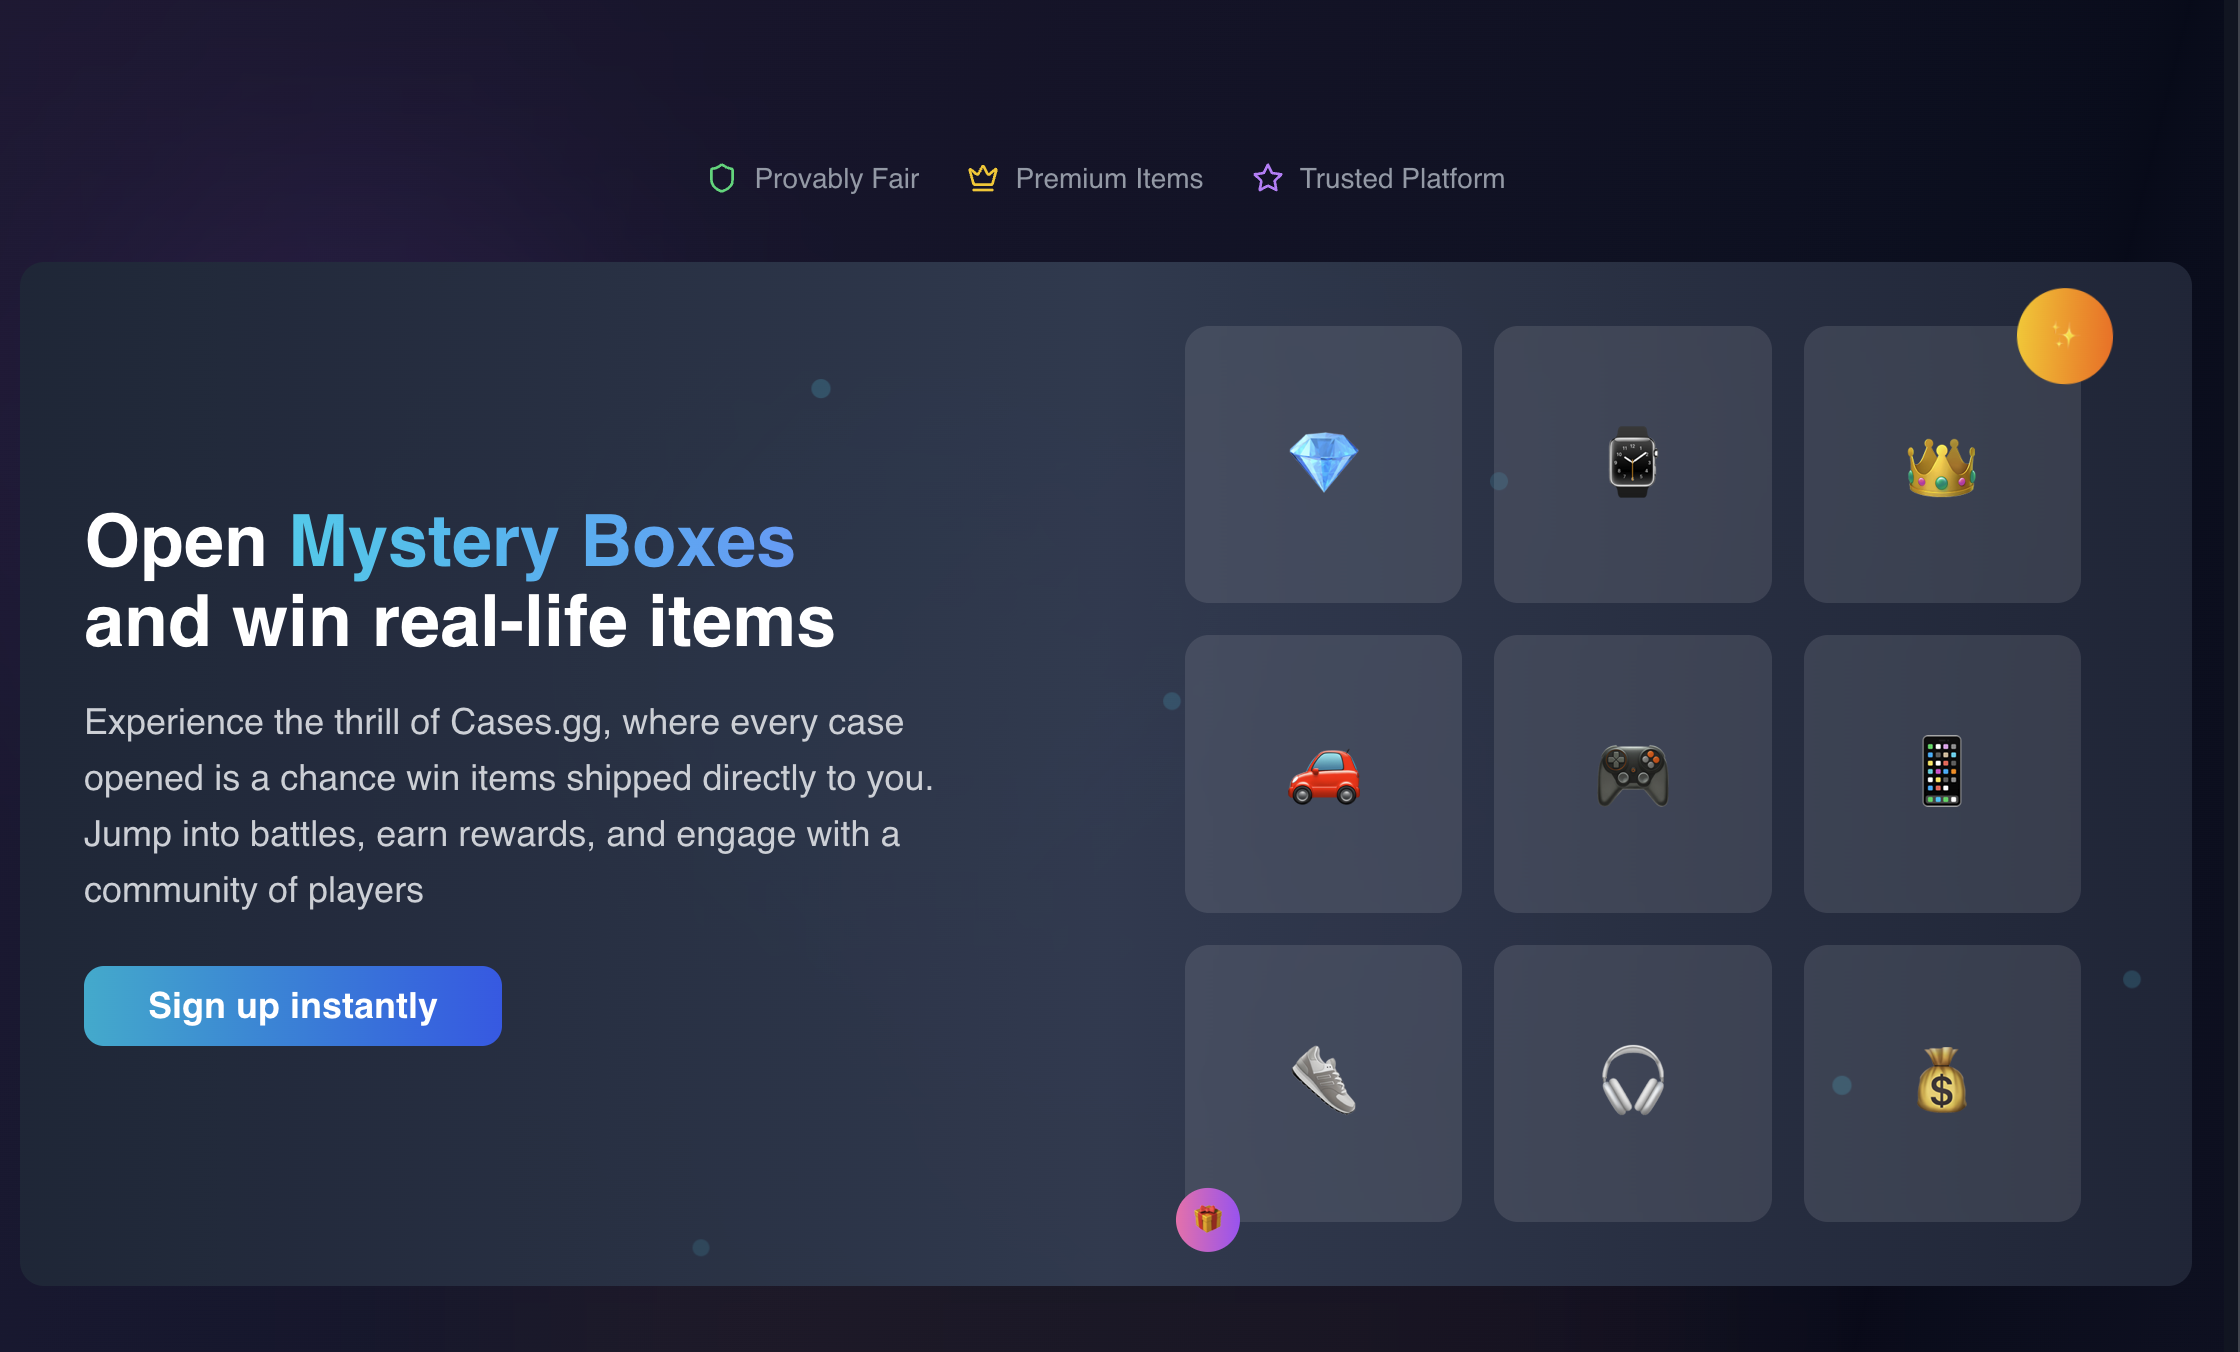 Provably Fair
Premium Items
Trusted Platform
Open Mystery Boxes
and win real-life items
Experience the thrill of Cases.gg, where every case
opened is a chance win items shipped directly to you.
Jump into battles, earn rewards, and engage with a
community of players
Sign up instantly
$